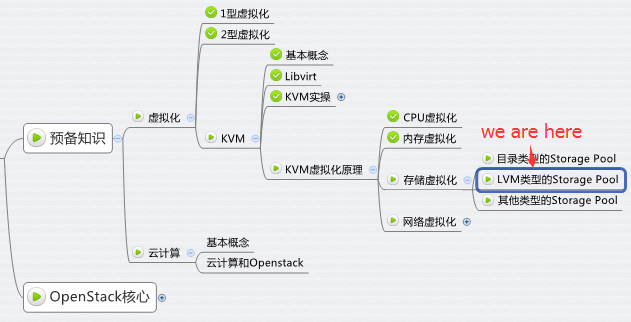 1型虚拟化
2型虚拟化
基本概念
Libvirt
KVM实操
虚拟化
预备知识
KVM
CPU虚拟化
内存虚拟化
we are here
目录类型的Storage Pool
KVM虚拟化原理
存储虚拟化
LVM类型的Storage Pool
其他类型的Storage Pool
网络虚拟化
云计算
基本概念
云计算和Openstack
OpenStack核心